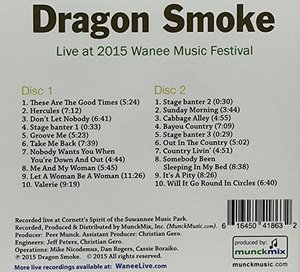 Dragon Smoke
Live at 2015 Wanee Music Festival
Disc 1
1. These Are The Good Times (5:24)
2. Hercules (7:12)
3. Don't Let Nobody (6:01)
4. Stage banter 1 (0:33)
5. Groove Me (5:23)
6. Take Me Back (7:39)
7. Nobody Wants You When
You're Down And Out (4:34)
8. Me And My Woman (5:45)
9. Let A Woman Be A Woman (11:26)
10. Valerie (9:19)
Disc 2
1. Stage banter 2 (0:30)
2. Sunday Morning (3:23)
3. Cabbage Alley (4:55)
4. Bayou Country (7:09)
5. Stage banter 3 (0:29)
6. Out In The Country (5:02)
7. Country Livin' (4:51)
8. Somebody Been
Sleeping In My Bed (8:41)
9. It's A Pity (8:23)
10. Will It Go Round In Circles (6:40)
Recorded live at Cornett's Spirit of the Suwannee Music Park.
Recorded, Produced & Distributed by MunckMix, Inc. (MunckMusic.com).
Producer: Peer Munck. Assistant Producer: Christian Gero.
Engineers: Jeff Peters, Christian Gero.
Audio: Mike Nicodemus, Dan Rogers, Cassie Boraiko.
℗ 2015 Dragon Smoke. © 2015 MunckMix, Inc. All rights reserved.
More recordings available at: WaneeLive.com
6 16450 41863 2
produced by:
munckmix
munckmusic.com